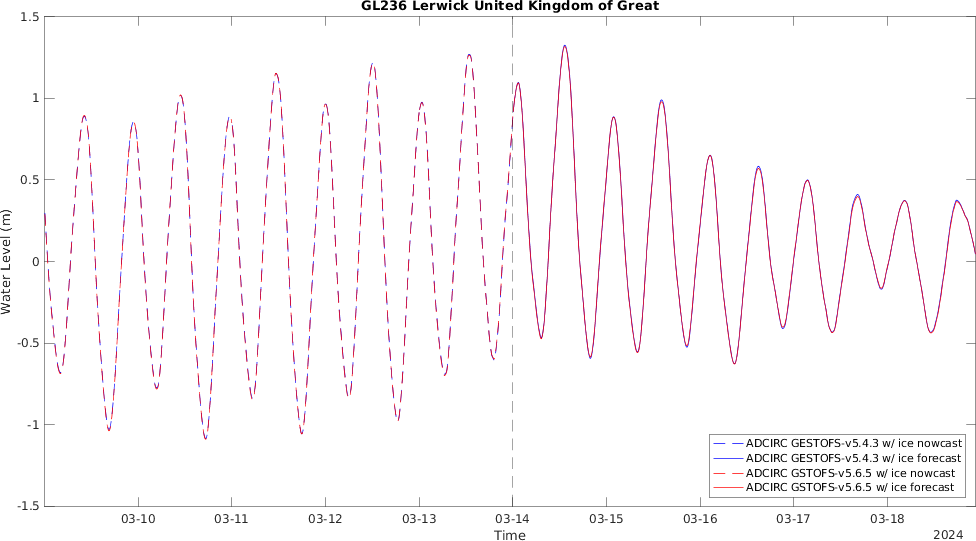 GL236 Lerwick United Kingdom of Great
1.5
1
0.5
0
-0.5
-1
-1.5
Water Level (m)
03-10 03-11 03-12 03-13 03-14 03-15 03-16 03-17 03-18
Time
2024
ADCIRC GESTOFS-v5.4.3 w/ ice nowcast
ADCIRC GESTOFS-v5.4.3 w/ ice forecast
ADCIRC GSTOFS-v5.6.5 w/ ice nowcast
ADCIRC GSTOFS-v5.6.5 w/ ice forecast